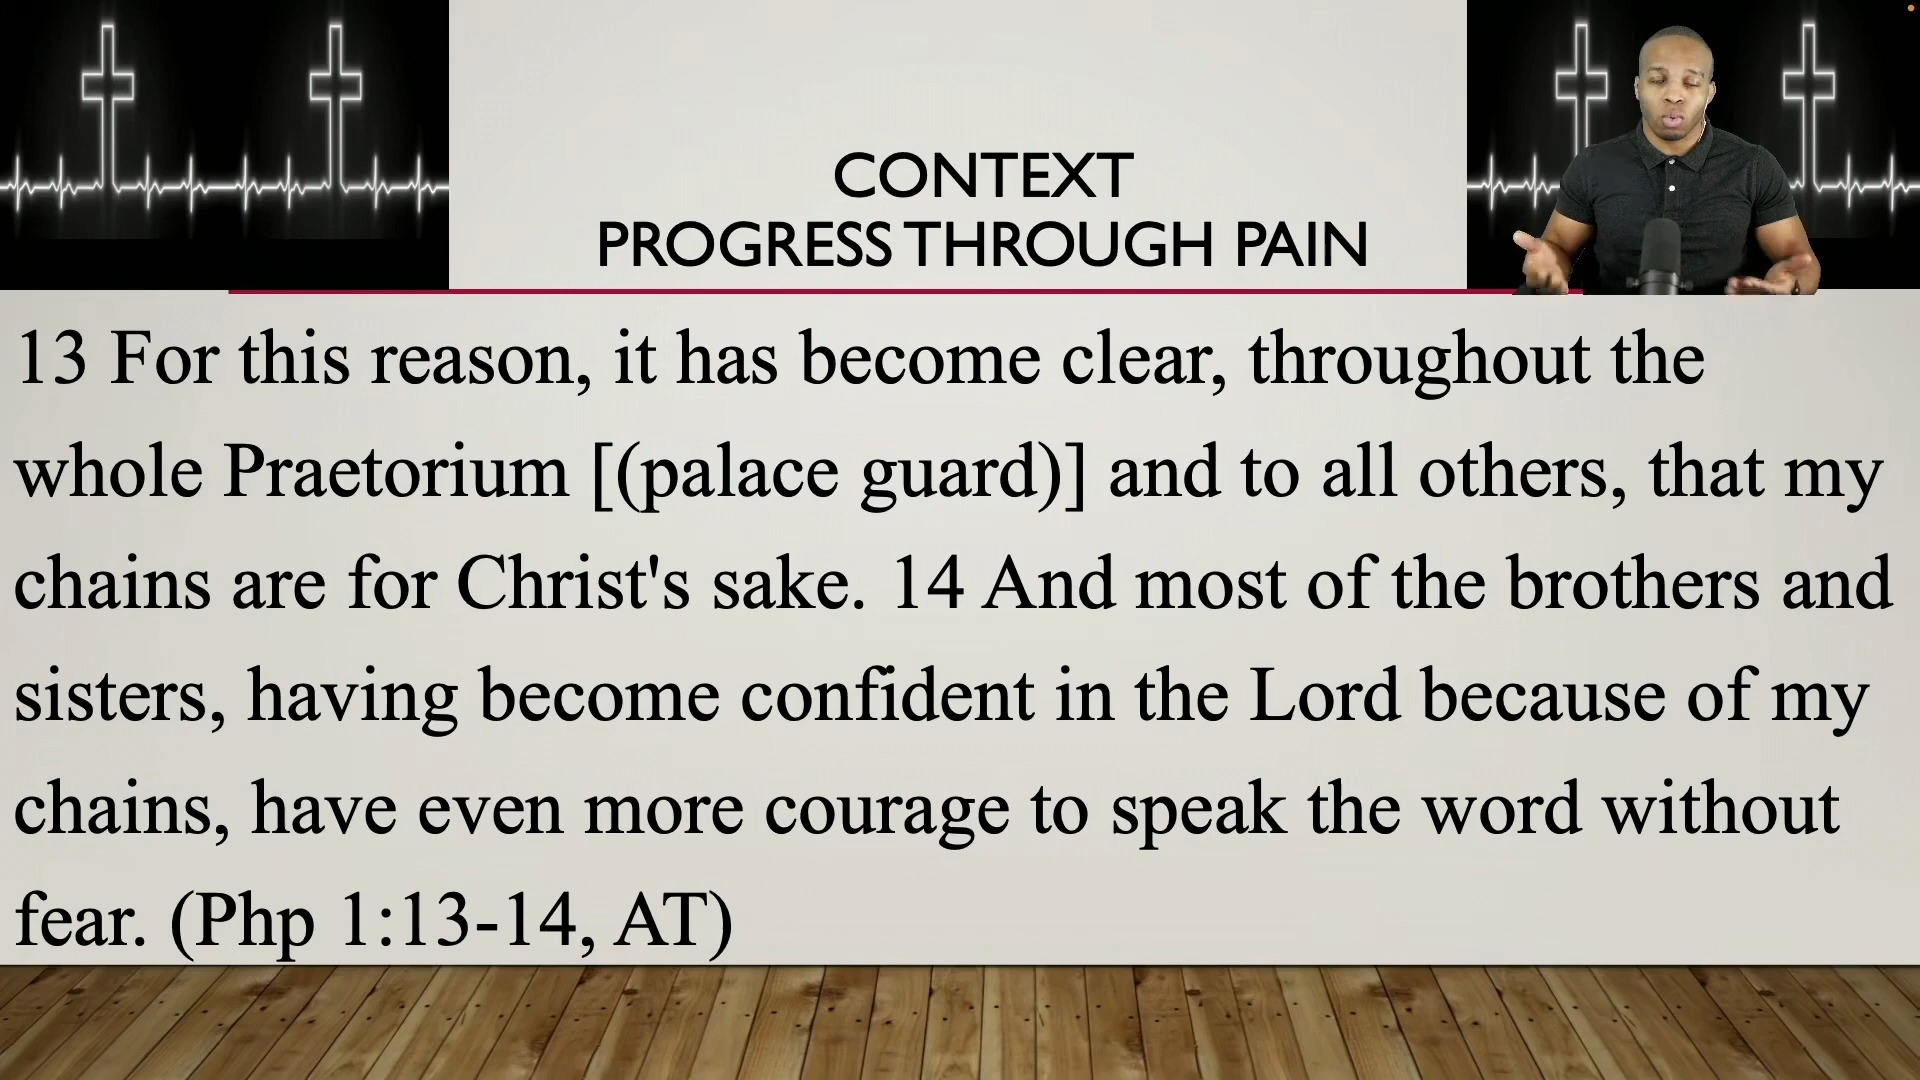 CONTEXT
PROGRESS THROUGH PAIN
13 For this reason, it has become clear, throughout the
whole Praetorium [(palace guard)] and to all others, that my
chains are for Christ's sake. 14 And most of the brothers and
sisters, having become confident in the Lord because of my
chains, have even more courage to speak the word without
fear. (Php 1:13-14, AT)